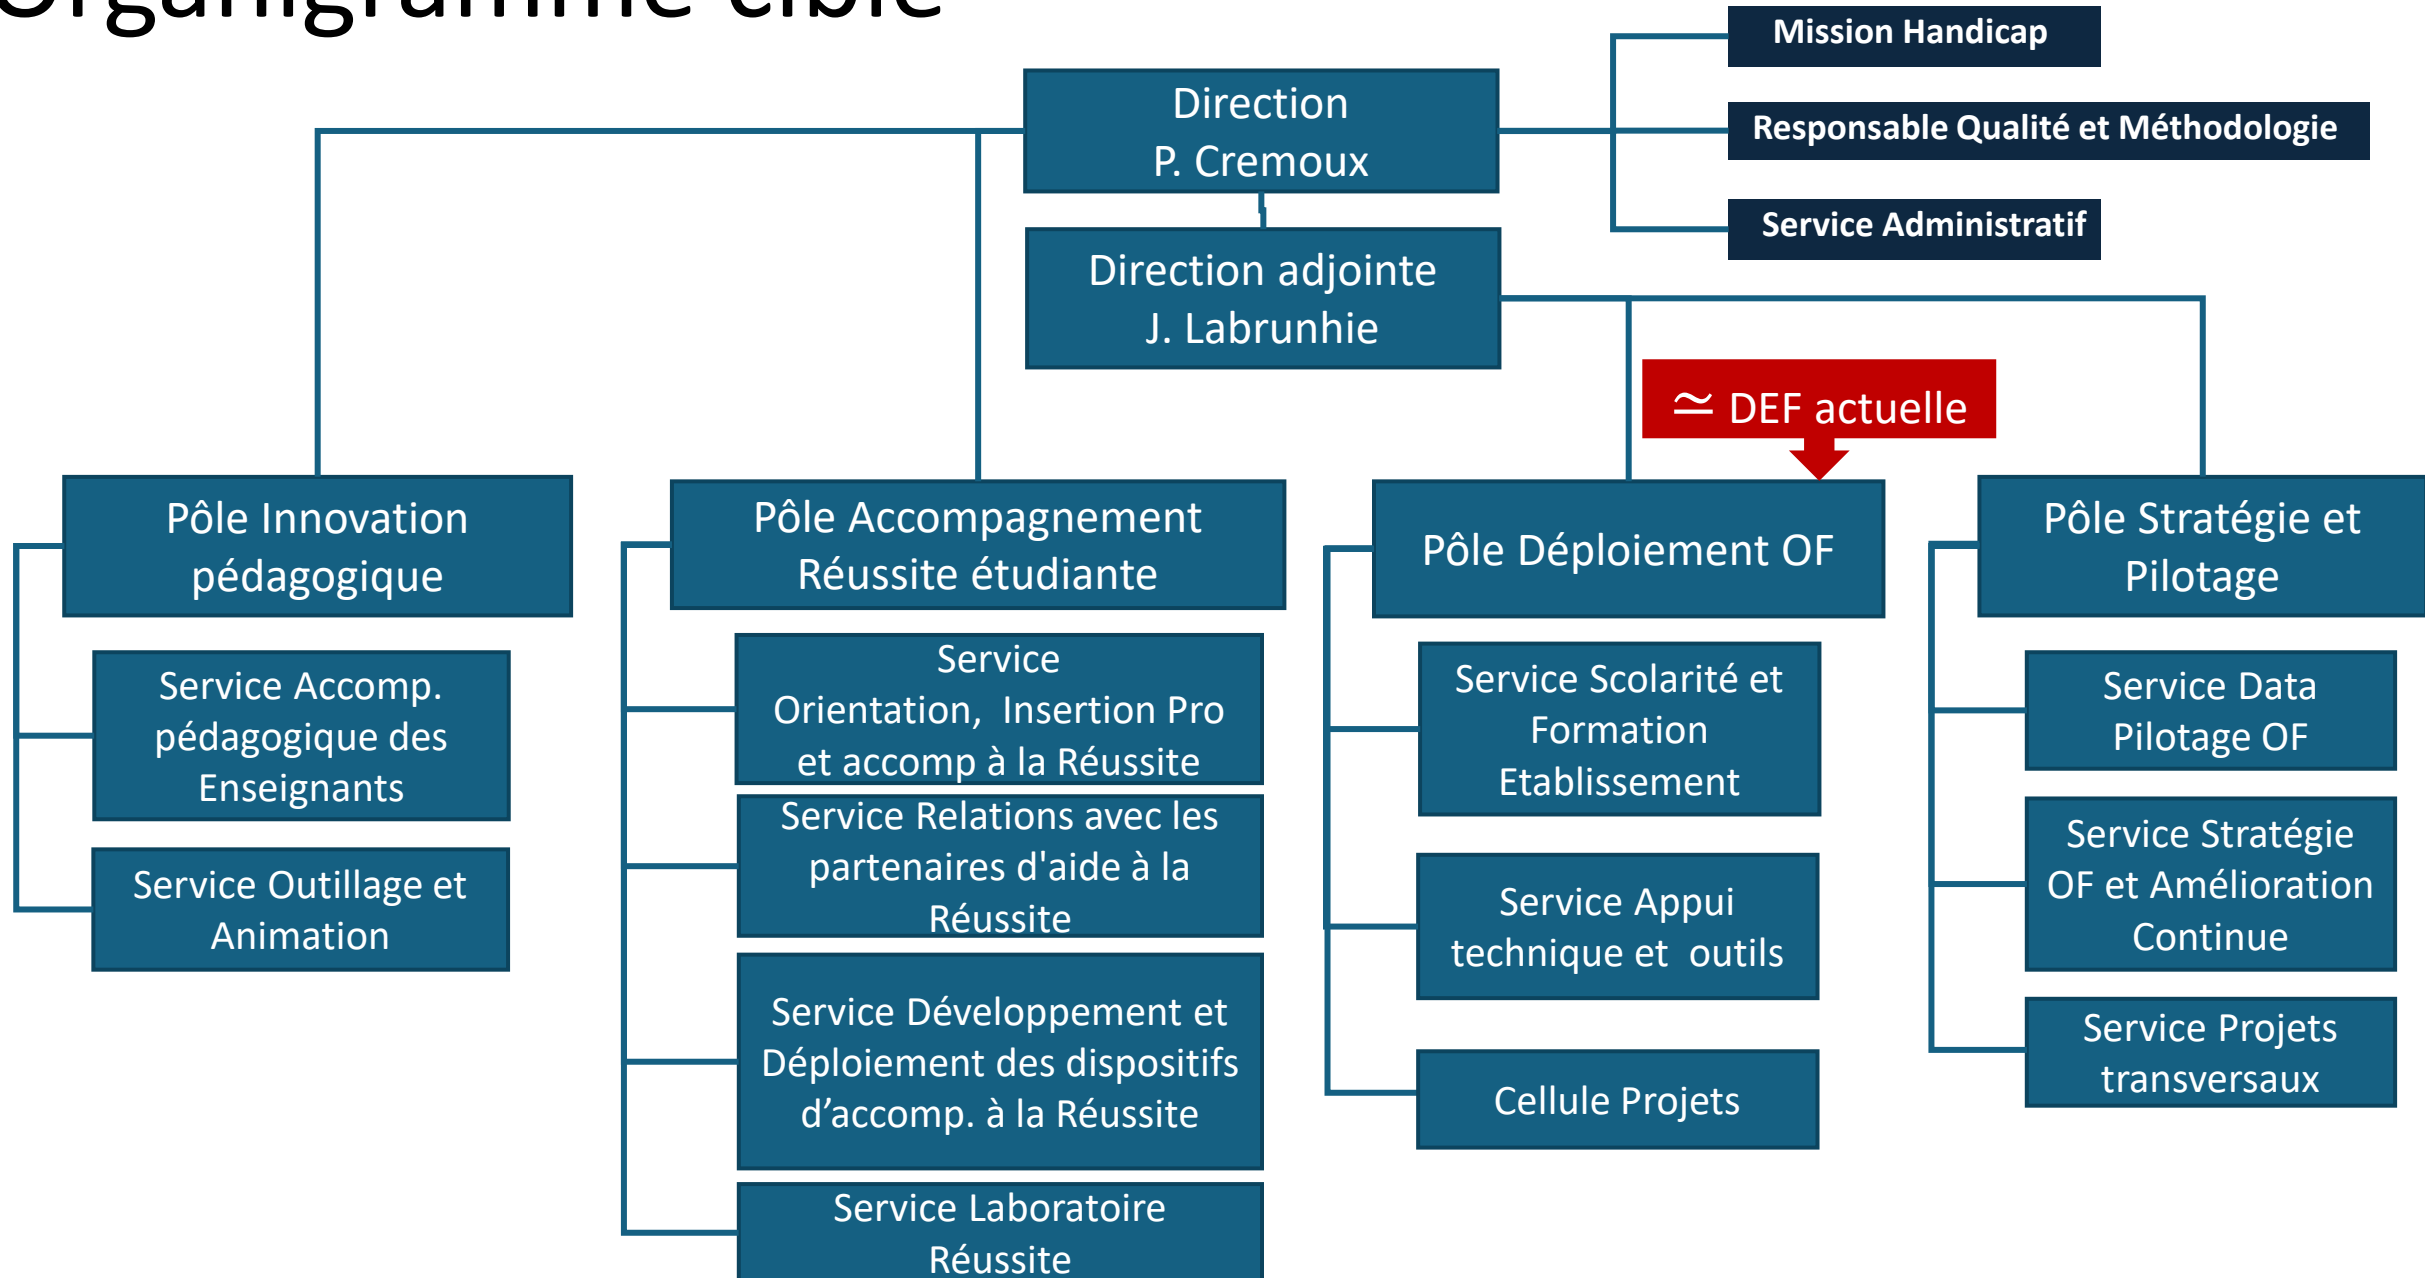 Organigramme cible
Mission Handicap
Direction
P. Cremoux
Responsable Qualité et Méthodologie
Service Administratif
Direction adjointe
J. Labrunhie
≃ DEF actuelle
Pôle Innovation
pédagogique
Service Accomp.
pédagogique des
Enseignants
Service Outillage et
Animation
Pôle Accompagnement
Réussite étudiante
Service
Orientation,  Insertion Pro
et accomp à la Réussite
Service Relations avec les
partenaires d'aide à la
Réussite
Service Développement et
Déploiement des dispositifs
d’accomp. à la Réussite
Service Laboratoire
Réussite
Pôle Déploiement OF
Service Scolarité et
Formation
Etablissement
Service Appui
technique et  outils
Cellule Projets
Pôle Stratégie et
Pilotage
Service Data
Pilotage OF
Service Stratégie
OF et Amélioration
Continue
Service Projets
transversaux